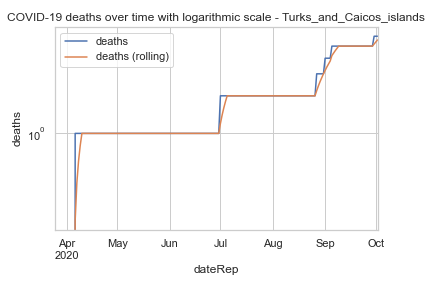 COVID-19 deaths over time with logarithmic scale - Turks_and_Caicos_islands
deaths
deaths (rolling)
deaths
10⁰
Apr
2020
May
Jun
Jul
Aug
Sep
Oct
dateRep